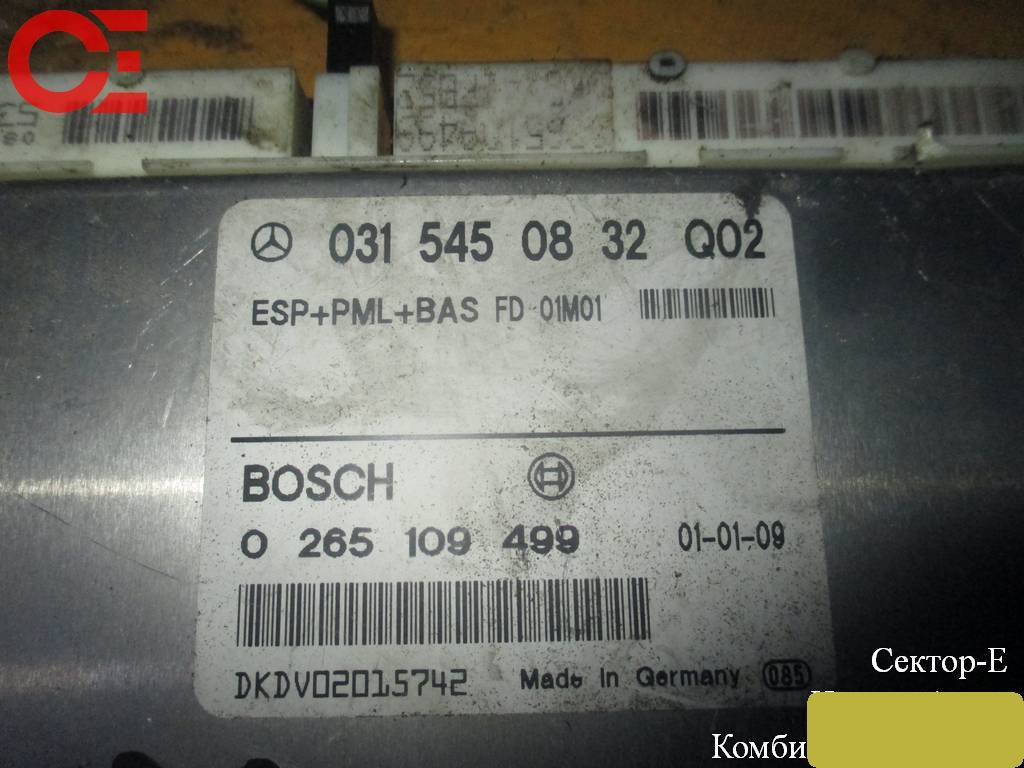 CE
031 545 08 32 Q02
ESP+PML+BAS FD 01M01
BOSCH
0 265 109 499 01-01-09
DKDV02015742 Made In Germany 085
Сектор-Е